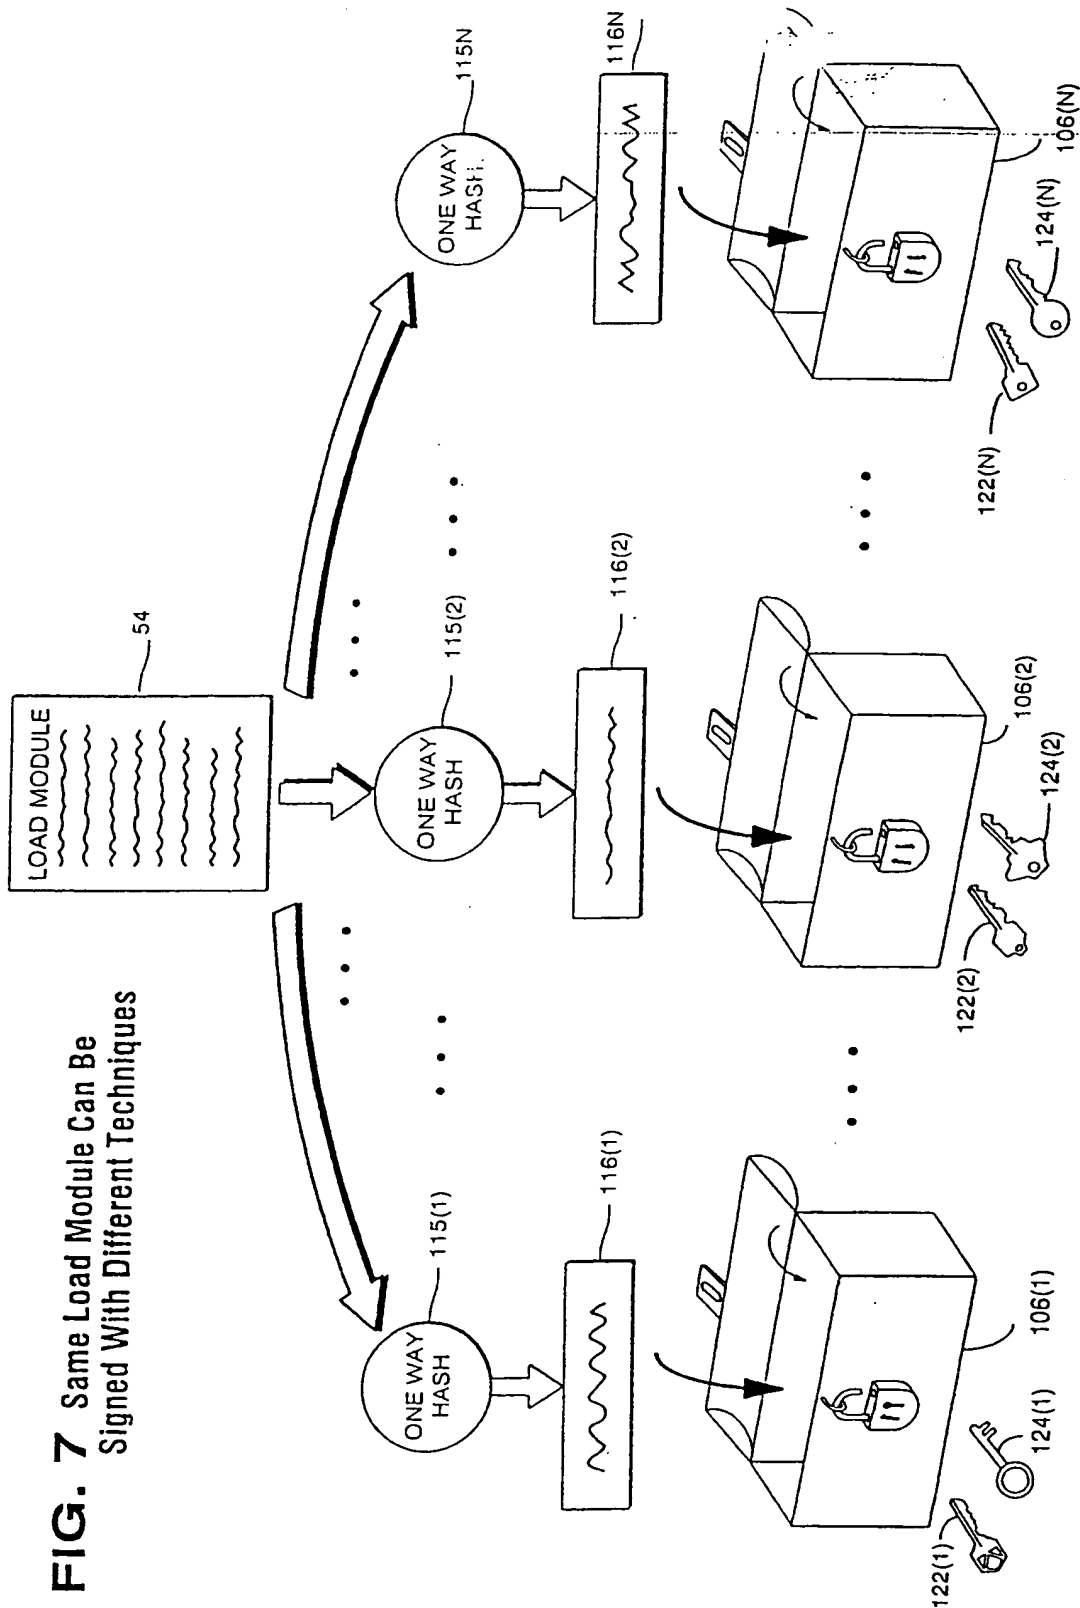 FIG. 7 Same Load Module Can Be
Signed With Different Techniques
LOAD MODULE
54
ONE WAY
HASH
115(1)
ONE WAY
HASH
115(2)
ONE WAY
HASH
115N
116(1)
116(2)
116N
106(1)
122(1)
124(1)
106(2)
122(2)
124(2)
106(N)
122(N)
124(N)